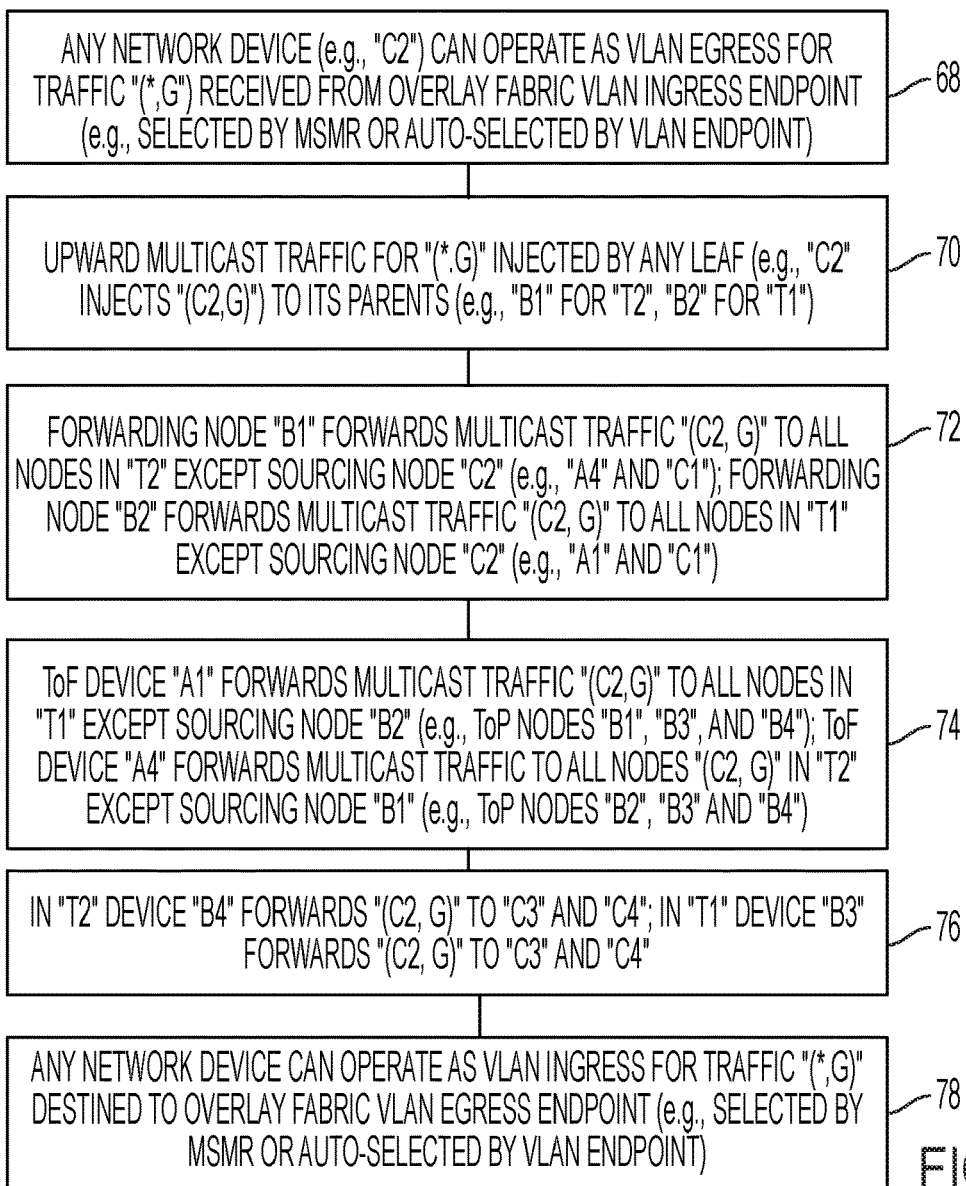 ANY NETWORK DEVICE (e.g., "C2") CAN OPERATE AS VLAN EGRESS FOR
TRAFFIC "(*,G") RECEIVED FROM OVERLAY FABRIC VLAN INGRESS ENDPOINT
(e.g., SELECTED BY MSMR OR AUTO-SELECTED BY VLAN ENDPOINT)
68
UPWARD MULTICAST TRAFFIC FOR "(*.G)" INJECTED BY ANY LEAF (e.g., "C2"
INJECTS "(C2,G)") TO ITS PARENTS (e.g., "B1" FOR "T2", "B2" FOR "T1")
70
FORWARDING NODE "B1" FORWARDS MULTICAST TRAFFIC "(C2, G)" TO ALL
NODES IN "T2" EXCEPT SOURCING NODE "C2" (e.g., "A4" AND "C1"); FORWARDING
NODE "B2" FORWARDS MULTICAST TRAFFIC "(C2, G)" TO ALL NODES IN "T1"
EXCEPT SOURCING NODE "C2" (e.g., "A1" AND "C1")
72
ToF DEVICE "A1" FORWARDS MULTICAST TRAFFIC "(C2,G)" TO ALL NODES IN
"T1" EXCEPT SOURCING NODE "B2" (e.g., ToP NODES "B1", "B3", AND "B4"); ToF
DEVICE "A4" FORWARDS MULTICAST TRAFFIC TO ALL NODES "(C2, G)" IN "T2"
EXCEPT SOURCING NODE "B1" (e.g., ToP NODES "B2", "B3" AND "B4")
74
IN "T2" DEVICE "B4" FORWARDS "(C2, G)" TO "C3" AND "C4"; IN "T1" DEVICE "B3"
FORWARDS "(C2, G)" TO "C3" AND "C4"
76
ANY NETWORK DEVICE CAN OPERATE AS VLAN INGRESS FOR TRAFFIC "(*,G)"
DESTINED TO OVERLAY FABRIC VLAN EGRESS ENDPOINT (e.g., SELECTED BY
MSMR OR AUTO-SELECTED BY VLAN ENDPOINT)
78